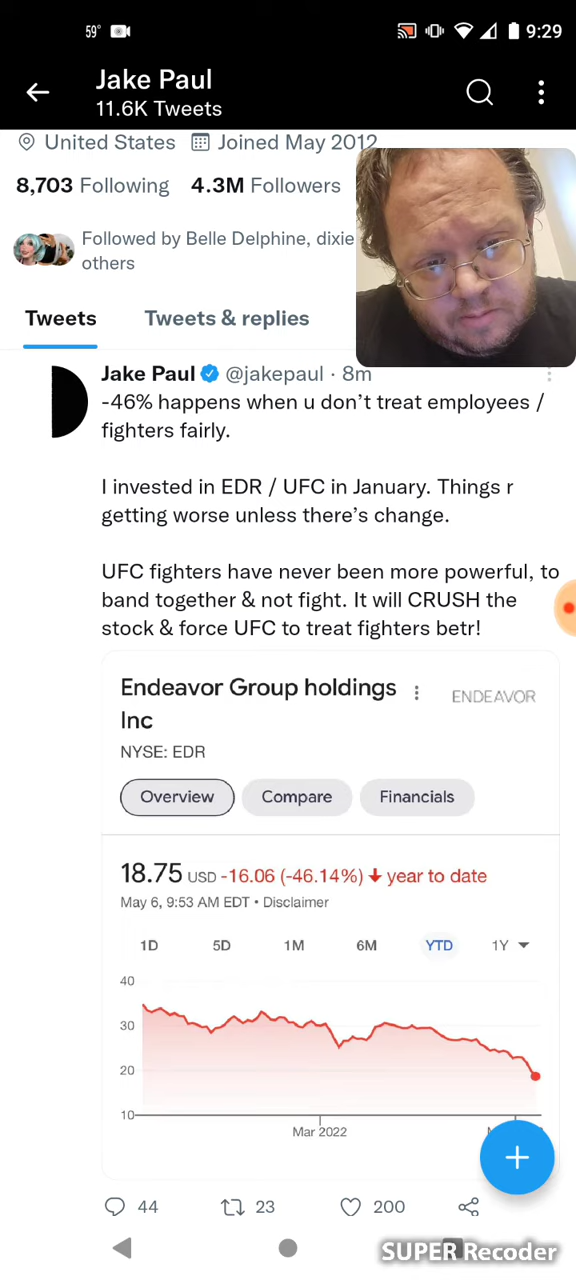 59° 9:29
Jake Paul
11.6K Tweets
United States Joined May 2012
8,703 Following 4.3M Followers
Followed by Belle Delphine, dixie
others
Tweets Tweets & replies
Jake Paul @jakepaul · 8m
-46% happens when u don't treat employees /
fighters fairly.
I invested in EDR / UFC in January. Things r
getting worse unless there's change.
UFC fighters have never been more powerful, to
band together & not fight. It will CRUSH the
stock & force UFC to treat fighters betr!
Endeavor Group holdings
Inc
ENDEAVOR
NYSE: EDR
Overview Compare Financials
18.75 USD -16.06 (-46.14%) year to date
May 6, 9:53 AM EDT • Disclaimer
1D 5D 1M 6M YTD 1Y
40
30
20
10
Mar 2022
44 23 200
SUPER Recoder